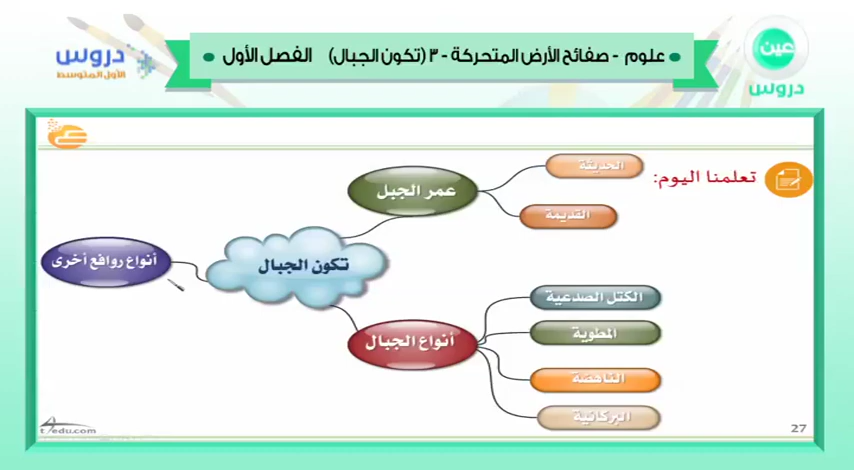 علوم - صفائح الأرض المتحركة - ٣ (تكون الجبال) الفصل الأول
عين
دروس
دروس
الأول المتوسط
تعلمنا اليوم:
تكون الجبال
عمر الجبل
الحديثة
القديمة
أنواع الجبال
الكتل الصدعية
المطوية
الناهضة
البركانية
أنواع روافع أخرى
t4edu.com
27